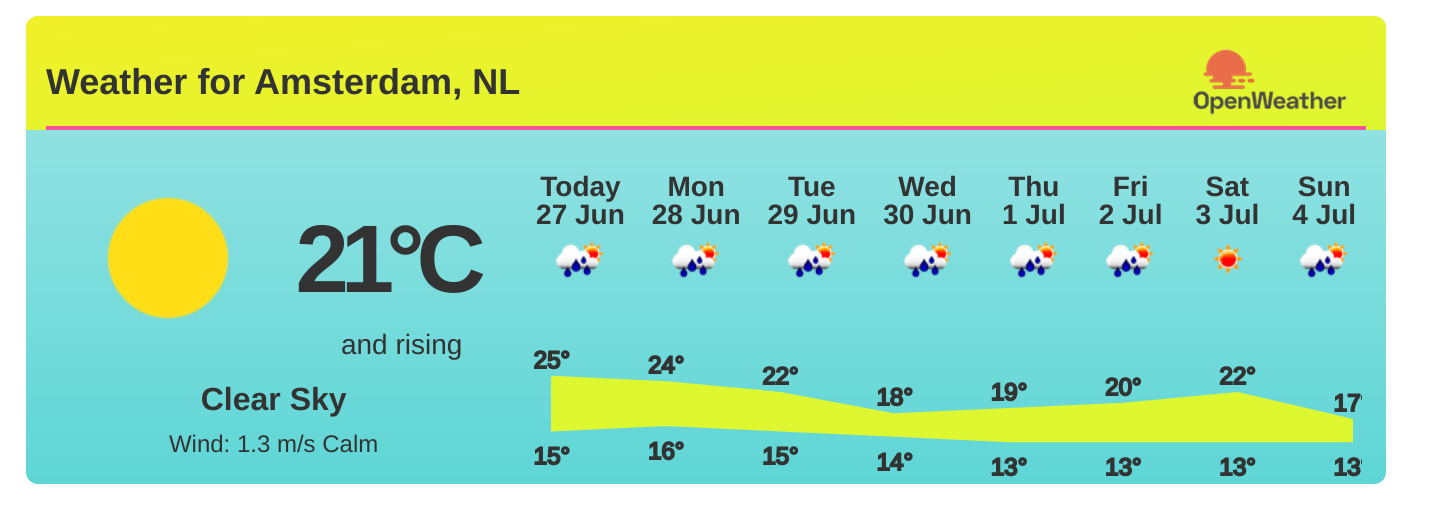 Weather for Amsterdam, NL
OpenWeather
21°C
and rising
Clear Sky
Wind: 1.3 m/s Calm
Today Mon Tue Wed Thu Fri Sat Sun
27 Jun 28 Jun 29 Jun 30 Jun 1 Jul 2 Jul 3 Jul 4 Jul
25° 24° 22° 18° 19° 20° 22° 17°
15° 16° 15° 14° 13° 13° 13° 13°